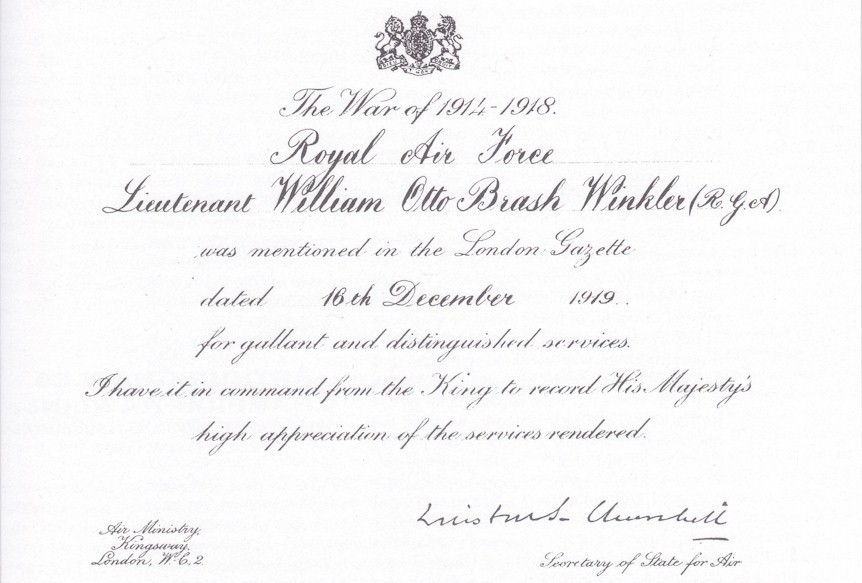 The War of 1914-1918.
Royal Air Force
Lieutenant William Otto Brash Winkler (R.G.A).
was mentioned in the London Gazette
dated 16th December 1919.
for gallant and distinguished services.
I have it in command from the King to record His Majesty's
high appreciation of the services rendered.
Winston S. Churchill
Air Ministry,
Kingsway,
London, W.C.2.
Secretary of State for Air